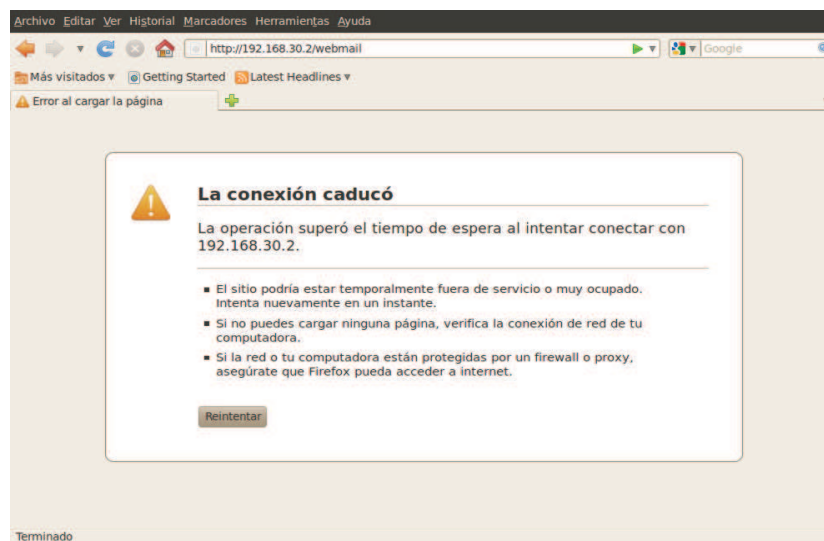 Archivo Editar Ver Historial Marcadores Herramientas Ayuda
http://192.168.30.2/webmail
Google
Más visitados Getting Started Latest Headlines
Error al cargar la página
La conexión caducó
La operación superó el tiempo de espera al intentar conectar con
192.168.30.2.
El sitio podría estar temporalmente fuera de servicio o muy ocupado.
Intenta nuevamente en un instante.
Si no puedes cargar ninguna página, verifica la conexión de red de tu
computadora.
Si la red o tu computadora están protegidas por un firewall o proxy,
asegúrate que Firefox pueda acceder a internet.
Reintentar
Terminado